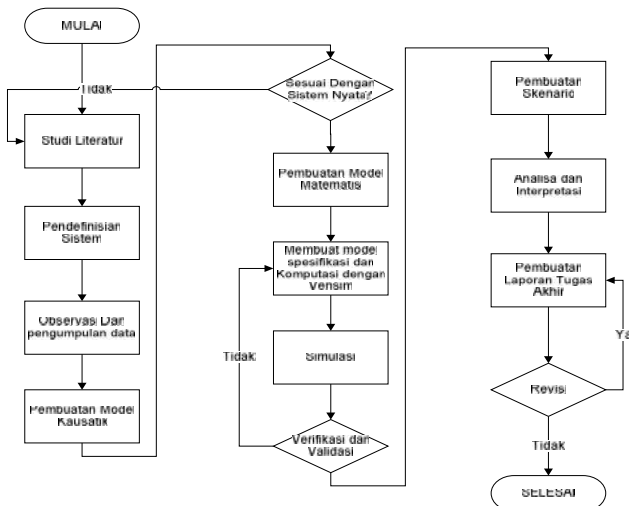 MULAI
Tidak
Studi Literatur
Pendefinisian
Sistem
Observasi Dan
pengumpulan data
Pembuatan Model
Kausatik
Sesuai Dengan
Sistem Nyata?
Pembuatan Model
Matematis
Membuat model
spesifikasi dan
Komputasi dengan
Vensim
Tidak
Simulasi
Verifikasi dan
Validasi
Pembuatan
Skenario
Analisa dan
Interpretasi
Pembuatan
Laporan Tugas
Akhir
Ya
Revisi
Tidak
SELESAI